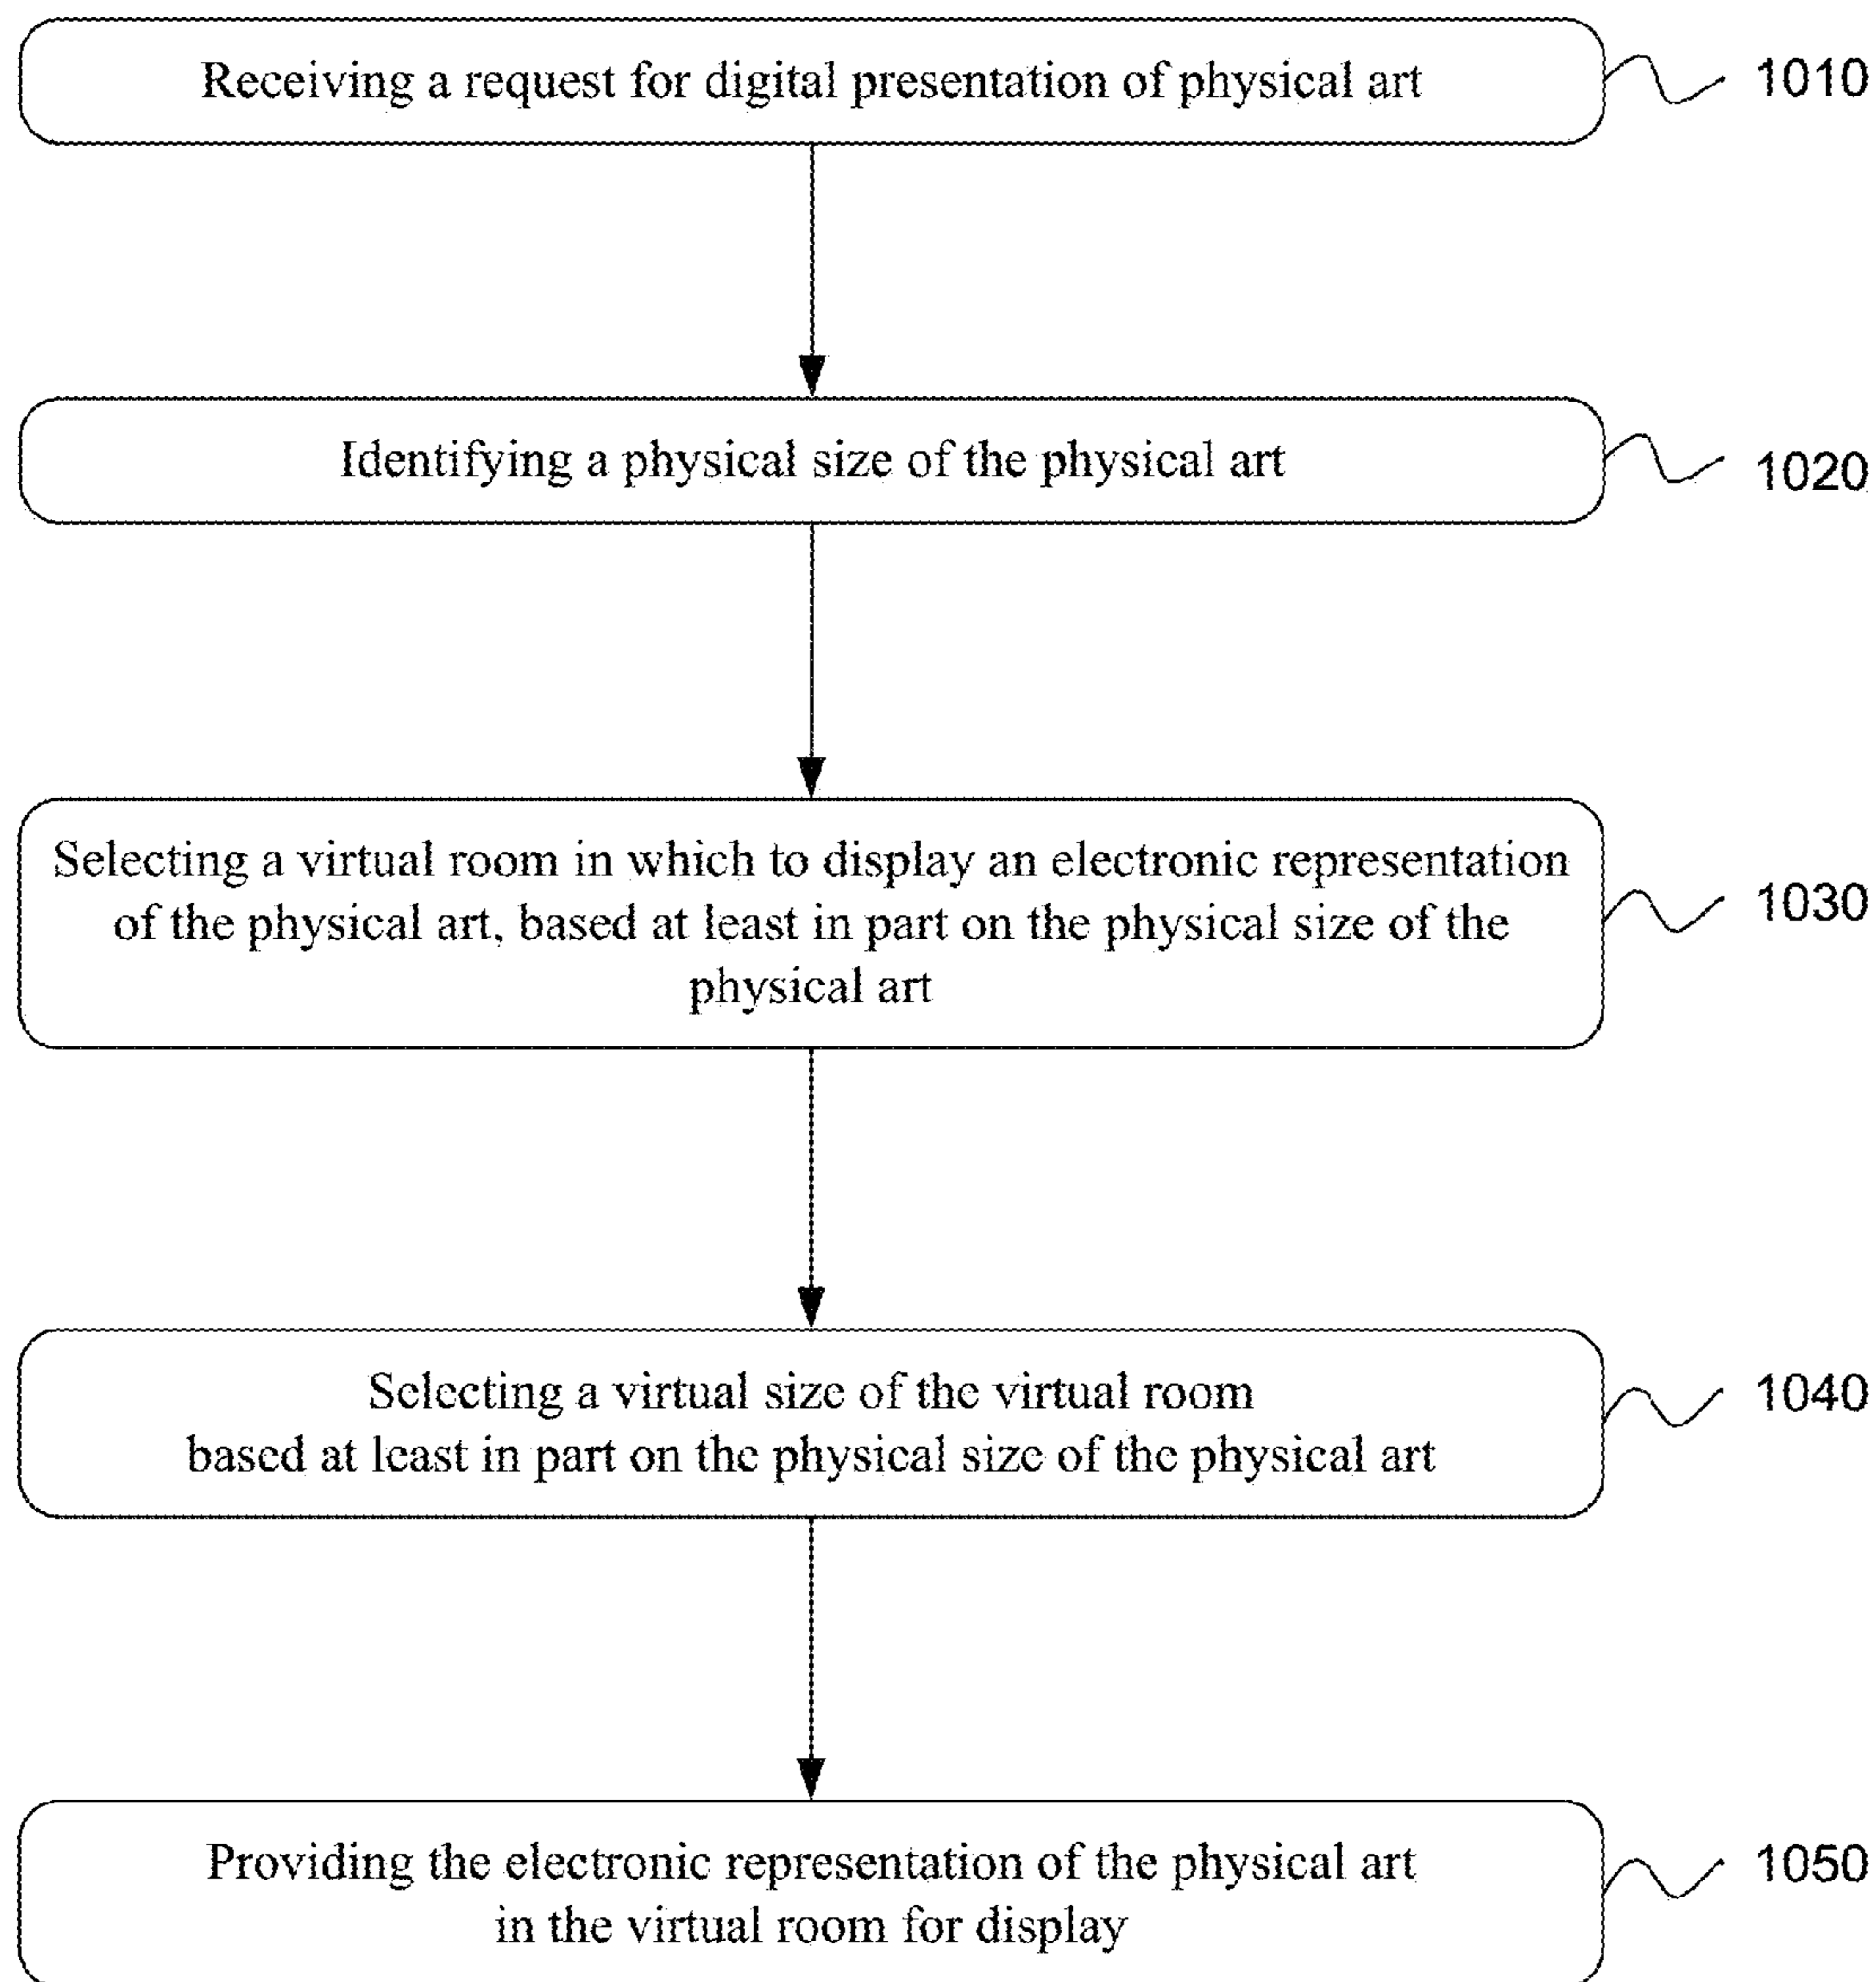 Receiving a request for digital presentation of physical art
1010
Identifying a physical size of the physical art
1020
Selecting a virtual room in which to display an electronic representation
of the physical art, based at least in part on the physical size of the
physical art
1030
Selecting a virtual size of the virtual room
based at least in part on the physical size of the physical art
1040
Providing the electronic representation of the physical art
in the virtual room for display
1050